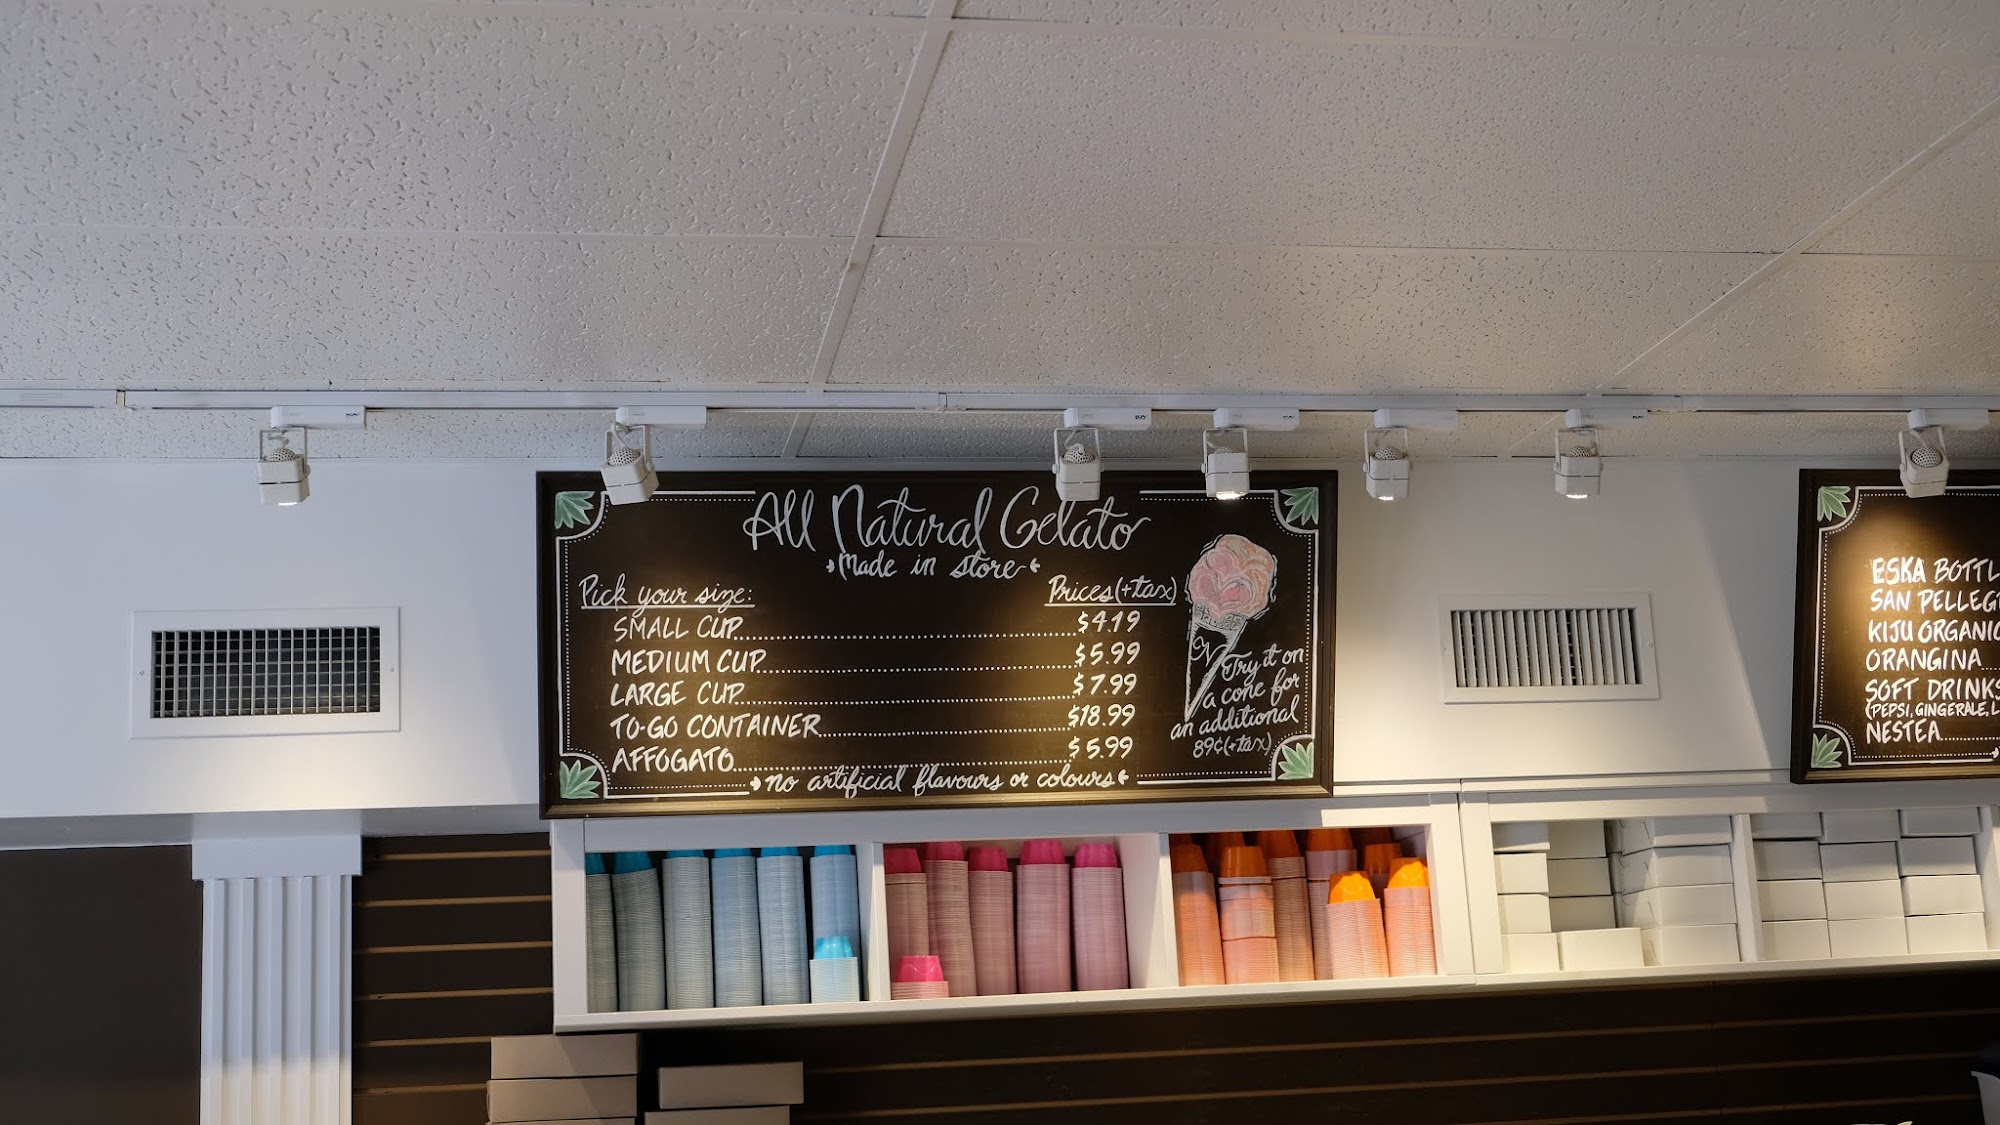 All Natural Gelato
Made in store
Pick your size: Prices (+tax)
SMALL CUP $4.19
MEDIUM CUP $5.99
LARGE CUP $7.99
TO-GO CONTAINER $18.99
AFFOGATO $5.99
no artificial flavours or colours
Try it on
a cone for
an additional
89¢ (+tax)
ESKA BOTTL
SAN PELLEG
KIJU ORGANIC
ORANGINA
SOFT DRINKS
(PEPSI, GINGERALE, L
NESTEA